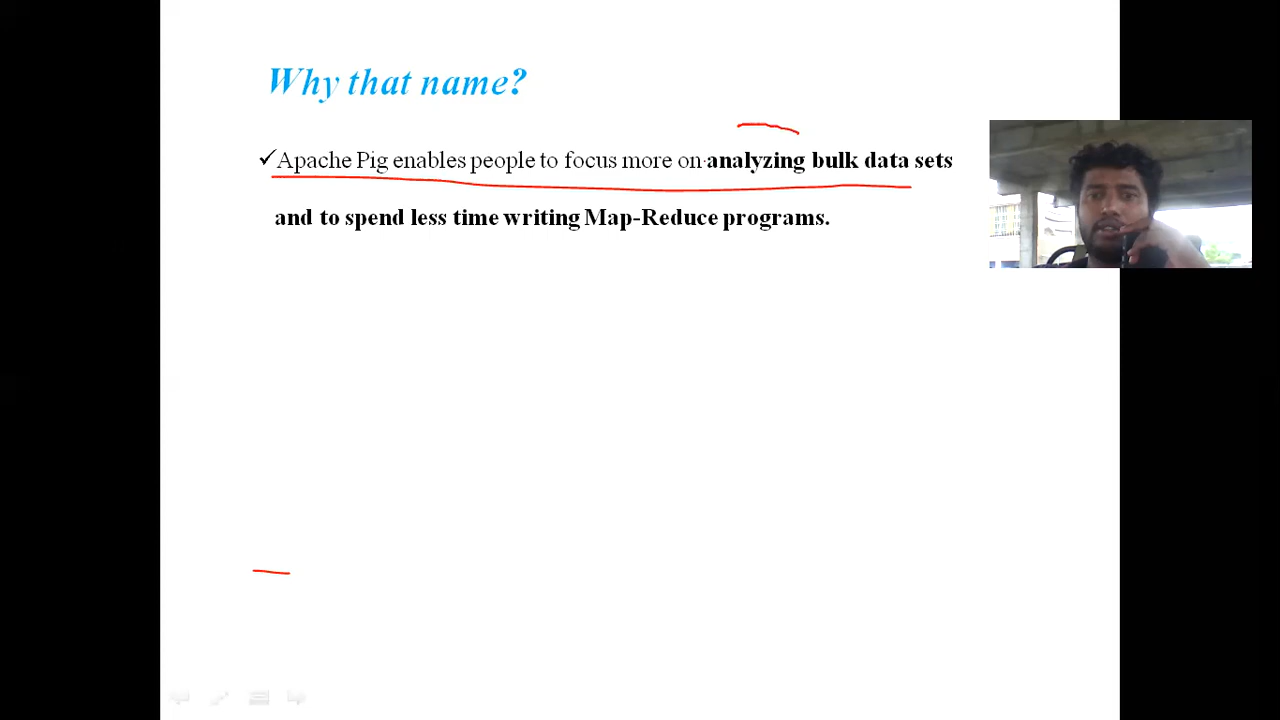 Why that name?
✓Apache Pig enables people to focus more on analyzing bulk data sets
and to spend less time writing Map-Reduce programs.